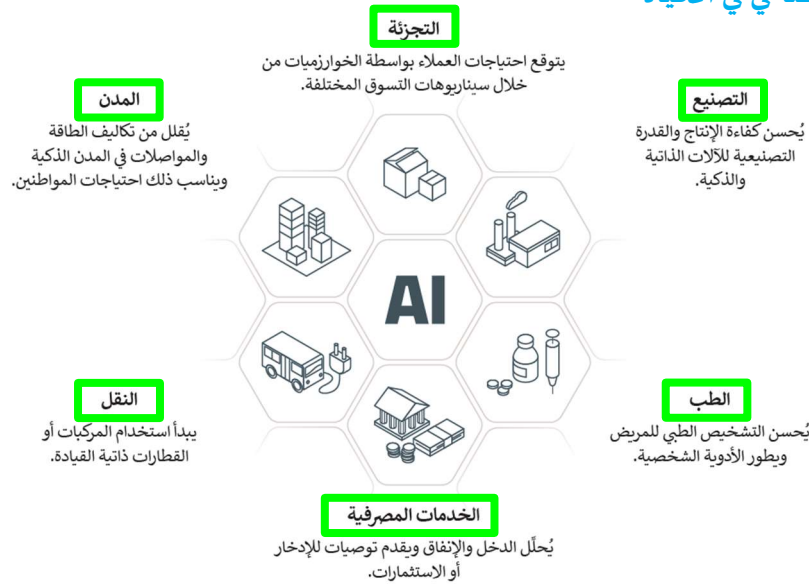 التجزئة
يتوقع احتياجات العملاء بواسطة الخوارزميات من
خلال سيناريوهات التسوق المختلفة.
التصنيع
يُحسن كفاءة الإنتاج والقدرة
التصنيعية للآلات الذاتية
والذكية.
المدن
يُقلل من تكاليف الطاقة
والمواصلات في المدن الذكية
ويناسب ذلك احتياجات المواطنين.
AI
الطب
يُحسن التشخيص الطبي للمريض
ويطور الأدوية الشخصية.
النقل
يبدأ استخدام المركبات أو
القطارات ذاتية القيادة.
الخدمات المصرفية
يُحلَّل الدخل والإنفاق ويقدم توصيات للإدخار
أو الاستثمارات.